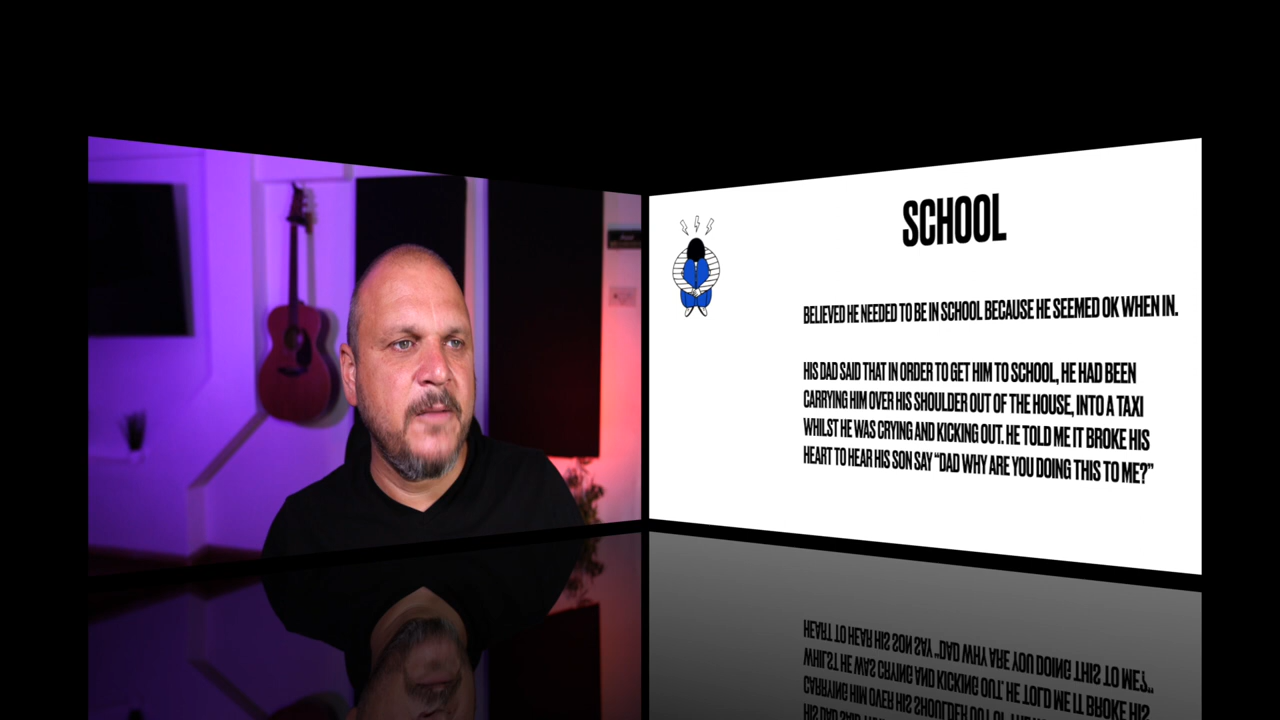 SCHOOL
BELIEVED HE NEEDED TO BE IN SCHOOL BECAUSE HE SEEMED OK WHEN IN.
HIS DAD SAID THAT IN ORDER TO GET HIM TO SCHOOL, HE HAD BEEN
CARRYING HIM OVER HIS SHOULDER OUT OF THE HOUSE, INTO A TAXI
WHILST HE WAS CRYING AND KICKING OUT. HE TOLD ME IT BROKE HIS
HEART TO HEAR HIS SON SAY “DAD WHY ARE YOU DOING THIS TO ME?”